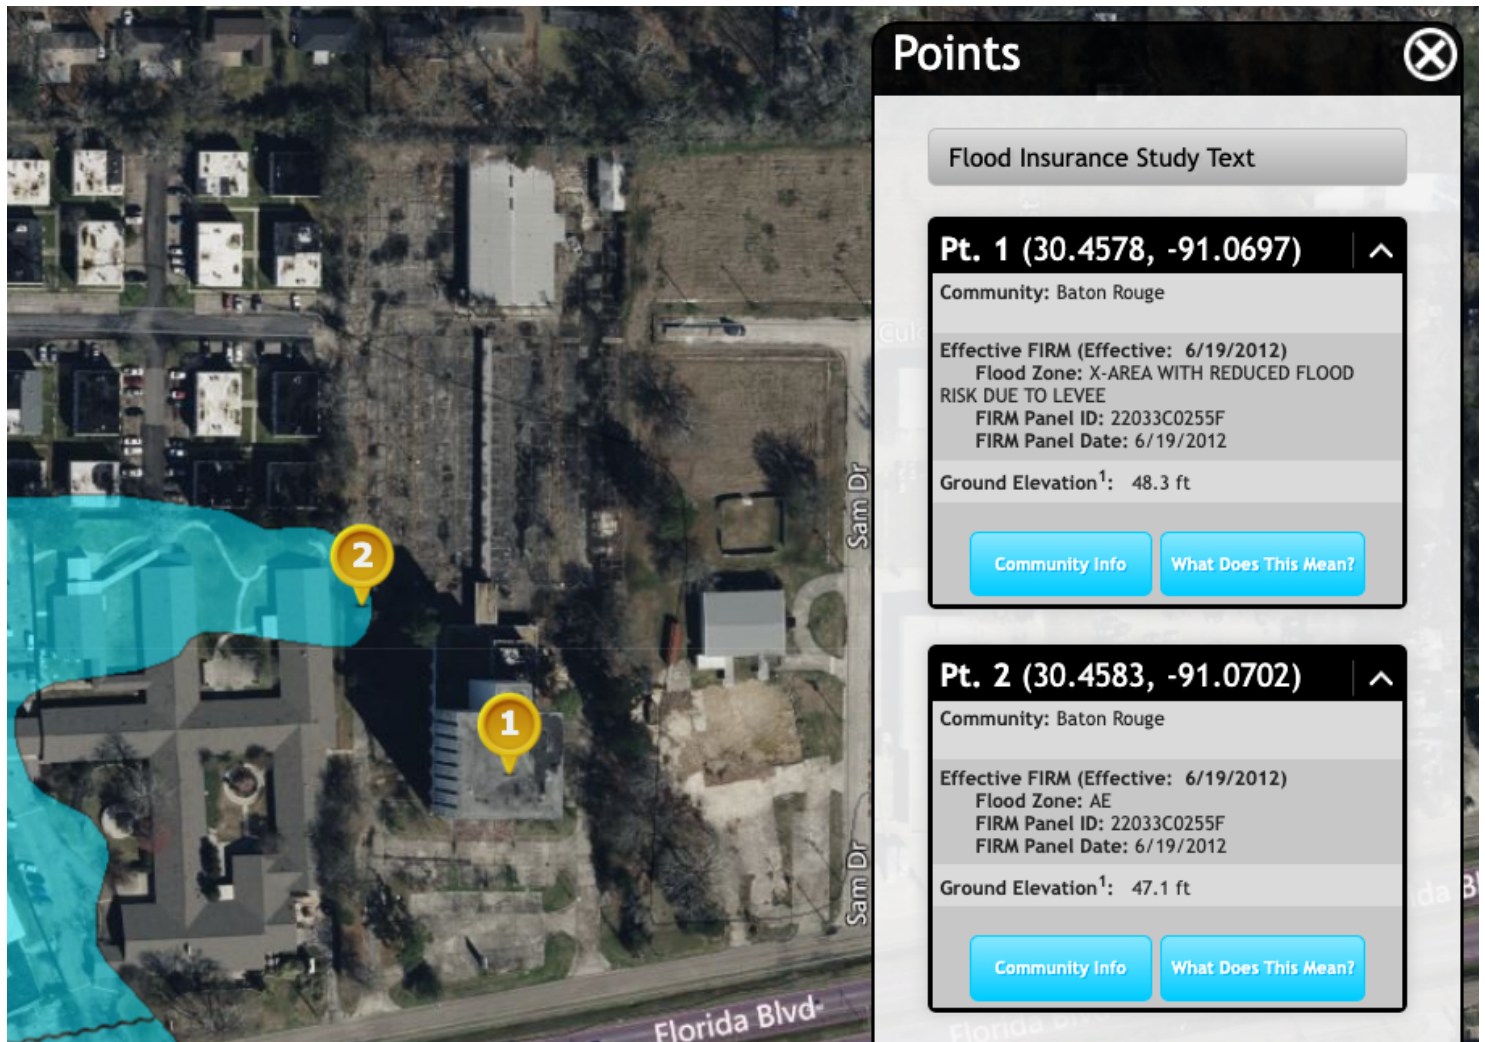 Points
Flood Insurance Study Text
Pt. 1 (30.4578, -91.0697)
Community: Baton Rouge
Effective FIRM (Effective: 6/19/2012)
Flood Zone: X-AREA WITH REDUCED FLOOD
RISK DUE TO LEVEE
FIRM Panel ID: 22033C0255F
FIRM Panel Date: 6/19/2012
Ground Elevation1: 48.3 ft
Community Info
What Does This Mean?
Pt. 2 (30.4583, -91.0702)
Community: Baton Rouge
Effective FIRM (Effective: 6/19/2012)
Flood Zone: AE
FIRM Panel ID: 22033C0255F
FIRM Panel Date: 6/19/2012
Ground Elevation1: 47.1 ft
Community Info
What Does This Mean?
2
1
Sam Dr
Sam Dr
Florida Blvd
Florida Blvd